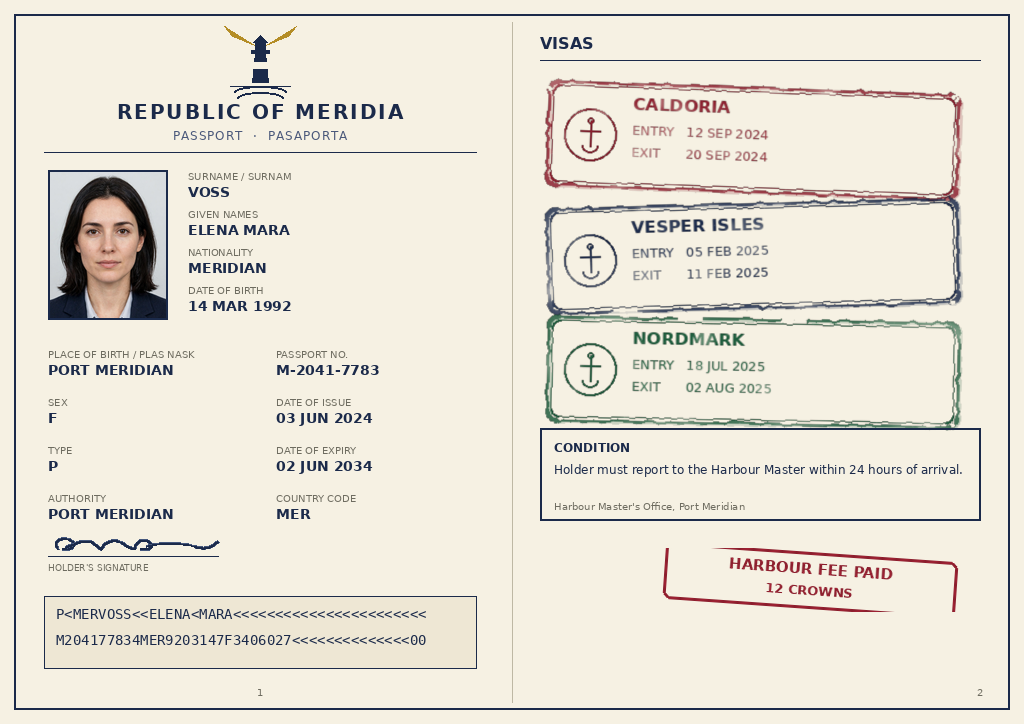 REPUBLIC OF MERIDIA
PASSPORT · PASAPORTA
SURNAME / SURNAM
VOSS
GIVEN NAMES
ELENA MARA
NATIONALITY
MERIDIAN
DATE OF BIRTH
14 MAR 1992
PLACE OF BIRTH / PLAS NASK
PORT MERIDIAN
PASSPORT NO.
M-2041-7783
SEX
F
DATE OF ISSUE
03 JUN 2024
TYPE
P
DATE OF EXPIRY
02 JUN 2034
AUTHORITY
PORT MERIDIAN
COUNTRY CODE
MER
HOLDER'S SIGNATURE
P<MERVOSS<<ELENA<MARA<<<<<<<<<<<<<<<<<<<<<<<
M204177834MER9203147F3406027<<<<<<<<<<<<<<00
1
VISAS
CALDORIA
ENTRY 12 SEP 2024
EXIT 20 SEP 2024
VESPER ISLES
ENTRY 05 FEB 2025
EXIT 11 FEB 2025
NORDMARK
ENTRY 18 JUL 2025
EXIT 02 AUG 2025
CONDITION
Holder must report to the Harbour Master within 24 hours of arrival.
Harbour Master's Office, Port Meridian
HARBOUR FEE PAID
12 CROWNS
2